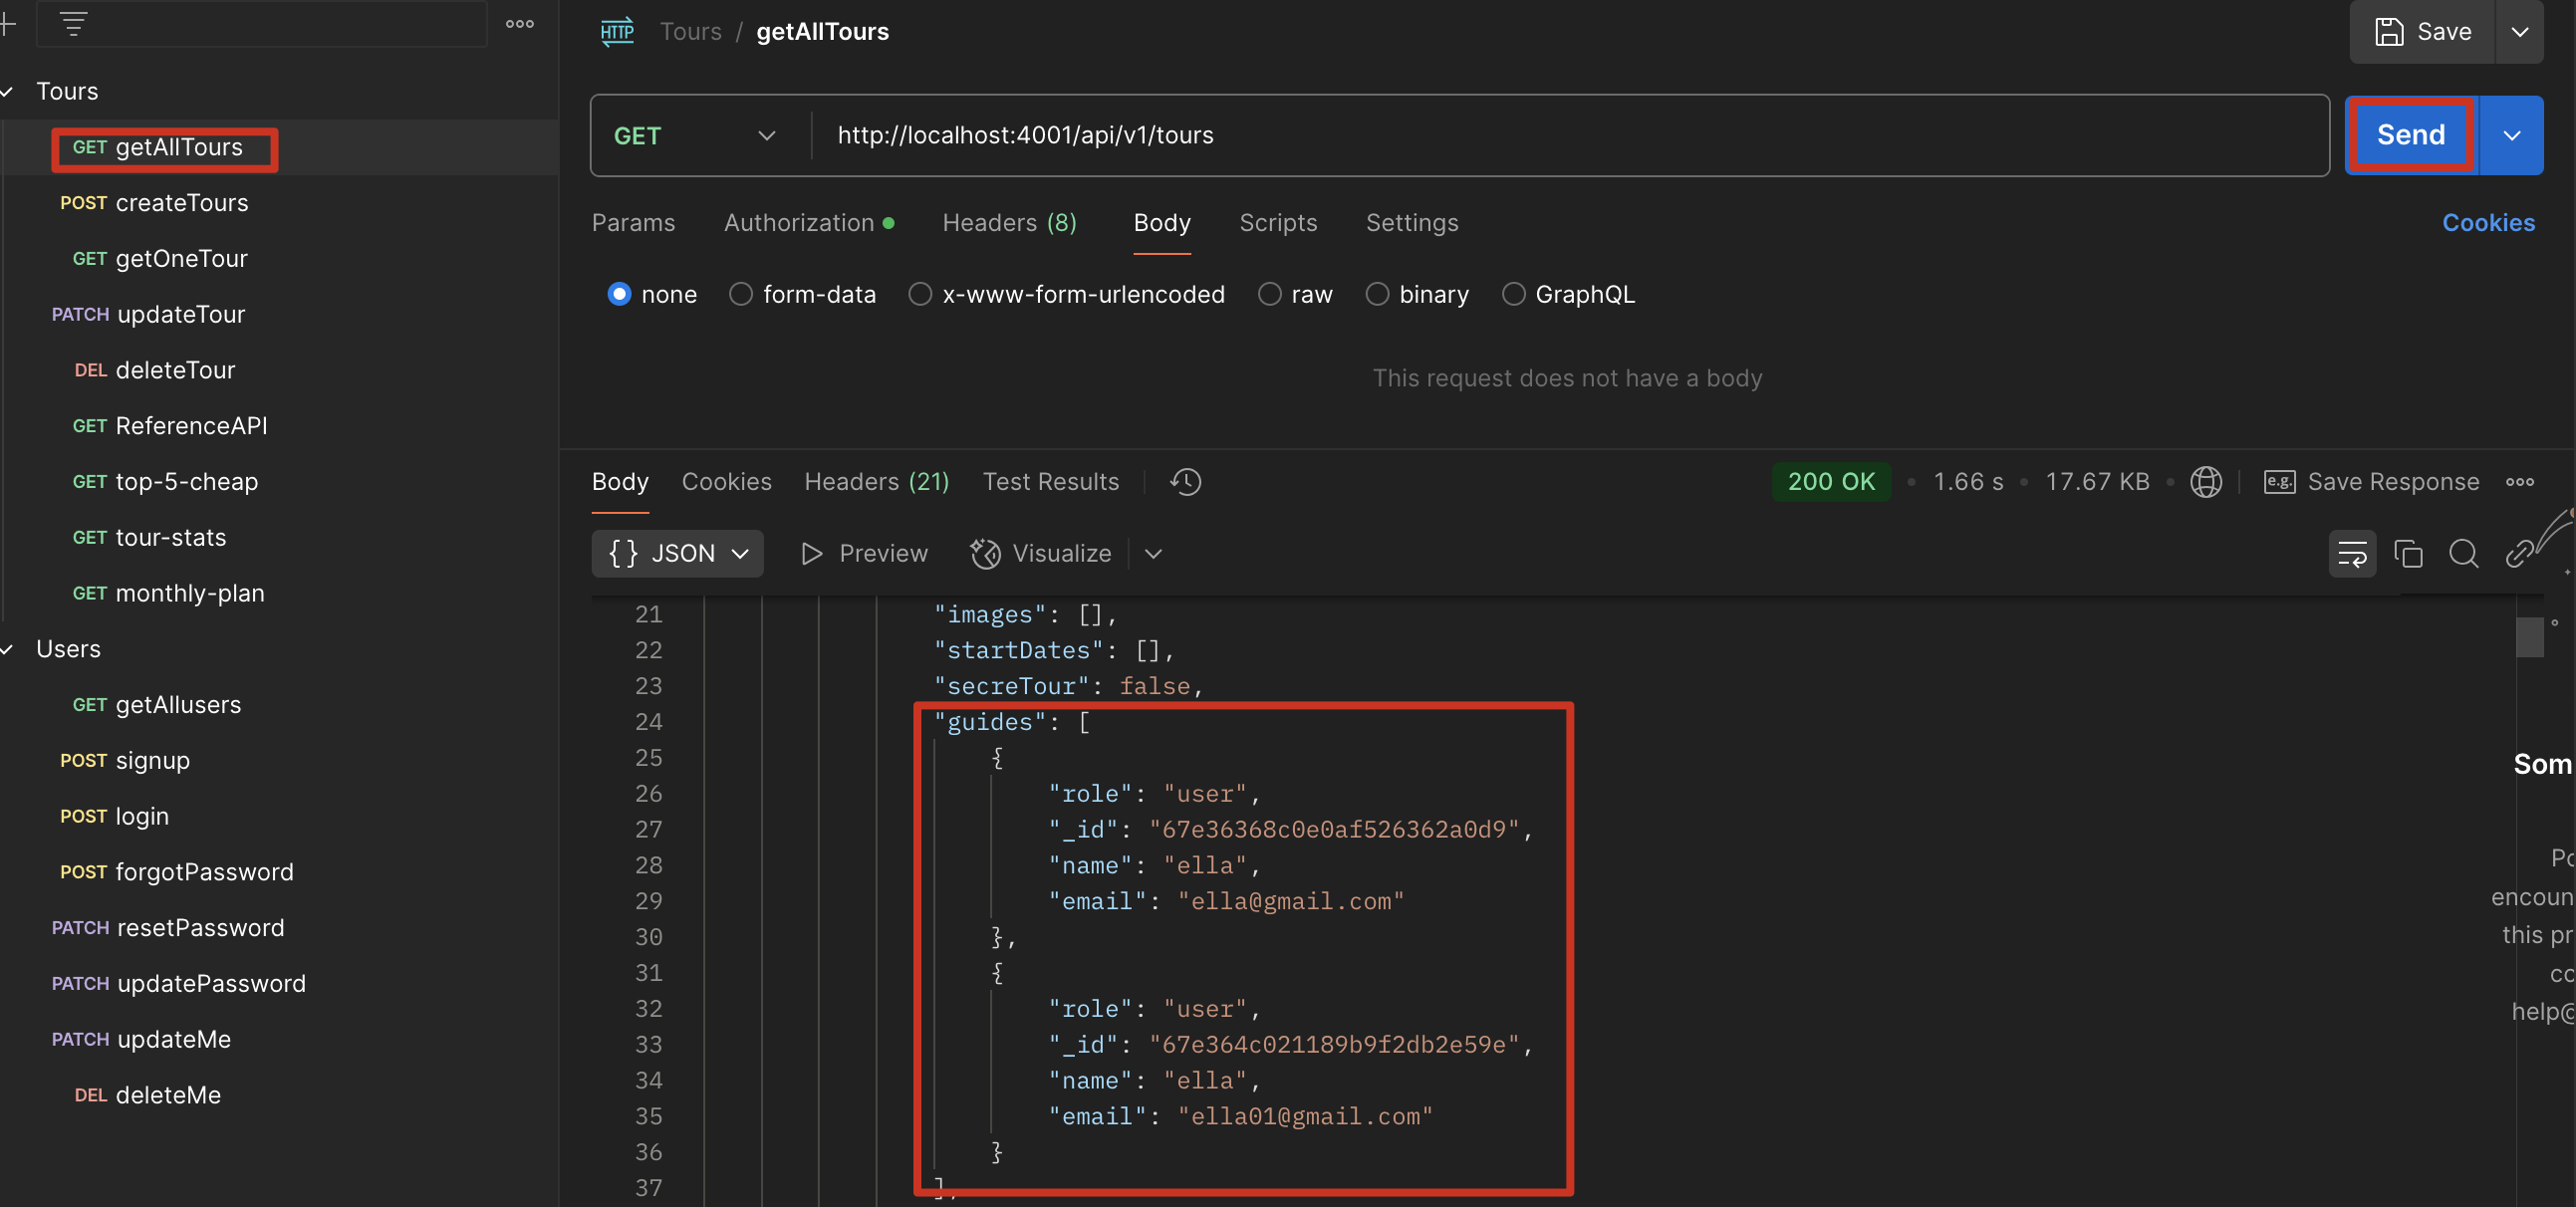 Tours
GET getAllTours
POST createTours
GET getOneTour
PATCH updateTour
DEL deleteTour
GET ReferenceAPI
GET top-5-cheap
GET tour-stats
GET monthly-plan
Users
GET getAllusers
POST signup
POST login
POST forgotPassword
PATCH resetPassword
PATCH updatePassword
PATCH updateMe
DEL deleteMe
HTTP Tours / getAllTours
Save
GET http://localhost:4001/api/v1/tours
Send
Params Authorization Headers (8) Body Scripts Settings Cookies
none form-data x-www-form-urlencoded raw binary GraphQL
This request does not have a body
Body Cookies Headers (21) Test Results 200 OK • 1.66 s • 17.67 KB • e.g. Save Response
{} JSON Preview Visualize
21 "images": [],
22 "startDates": [],
23 "secreTour": false,
24 "guides": [
25 {
26 "role": "user",
27 "_id": "67e36368c0e0af526362a0d9",
28 "name": "ella",
29 "email": "ella@gmail.com"
30 },
31 {
32 "role": "user",
33 "_id": "67e364c021189b9f2db2e59e",
34 "name": "ella",
35 "email": "ella01@gmail.com"
36 }
37 ],
Som
encoun
this pr
help@